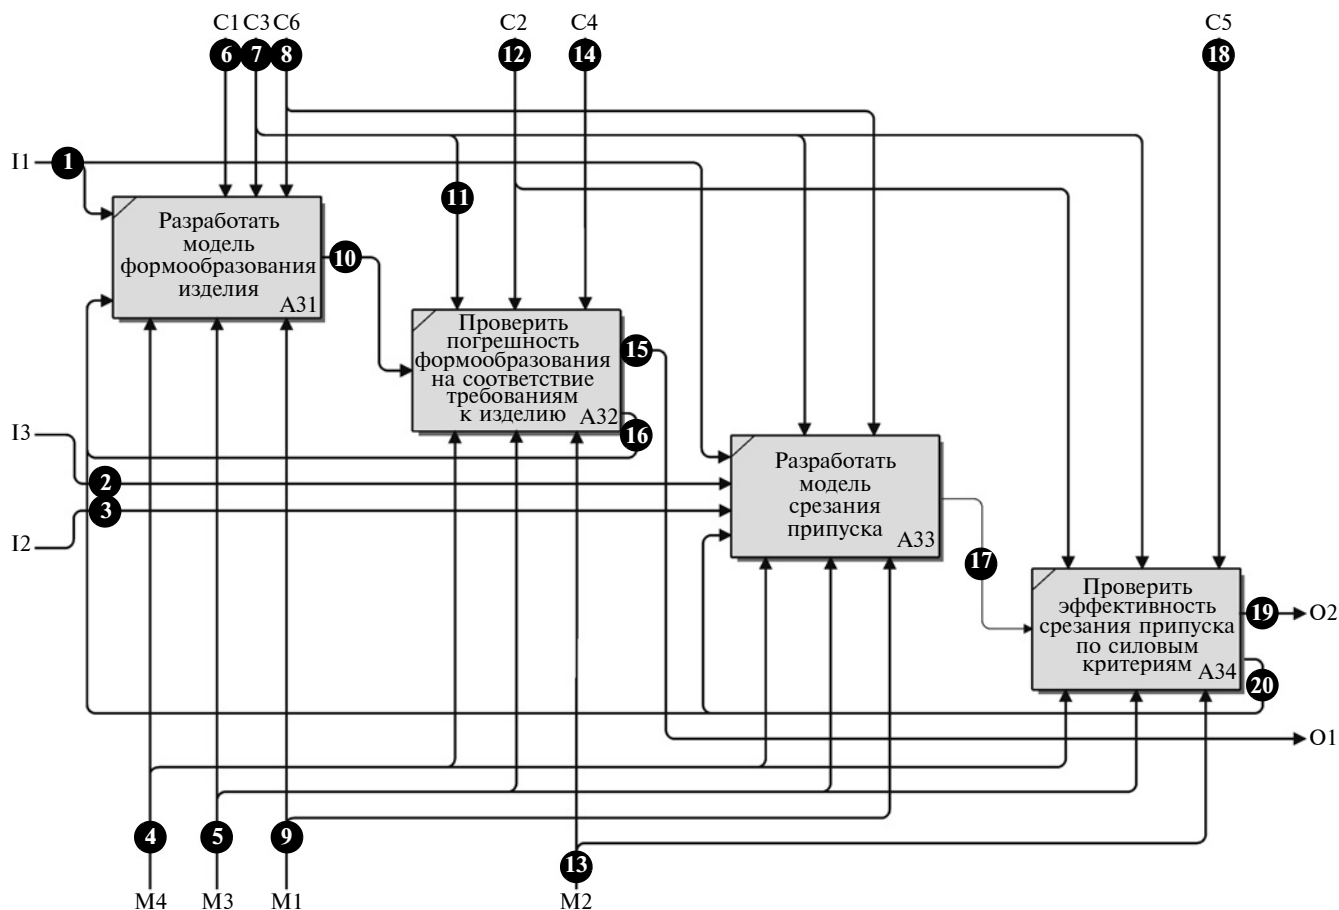 C1 C3 C6 C2 C4 C5
6 7 8 12 14 18
I1 1
11
Разработать
модель
формообразования
изделия
A31
10
Проверить
погрешность
формообразования
на соответствие
требованиям
к изделию
A32
15
16
I3
2
3
I2
Разработать
модель
срезания
припуска
A33
17
Проверить
эффективность
срезания припуска
по силовым
критериям
A34
19 O2
20
O1
4 5 9 13
M4 M3 M1 M2